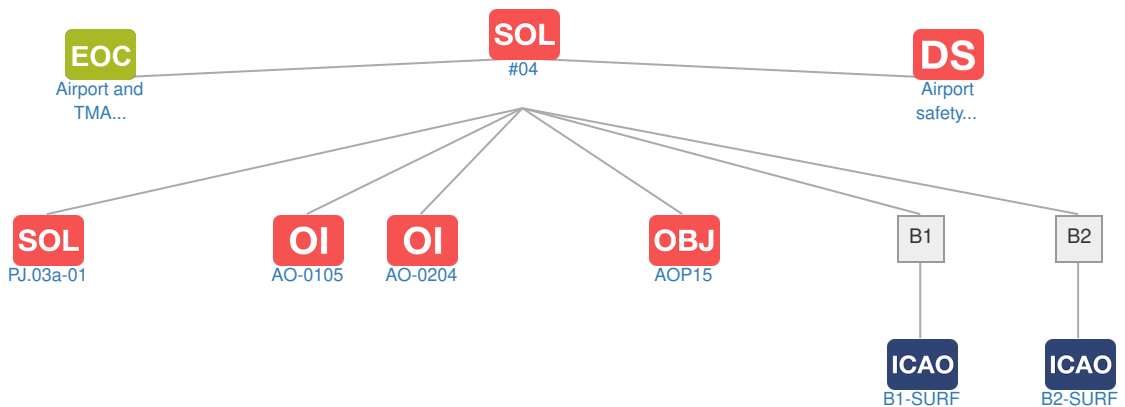 EOC
Airport and
TMA...
SOL
#04
DS
Airport
safety...
SOL
PJ.03a-01
OI
AO-0105
OI
AO-0204
OBJ
AOP15
B1
B2
ICAO
B1-SURF
ICAO
B2-SURF